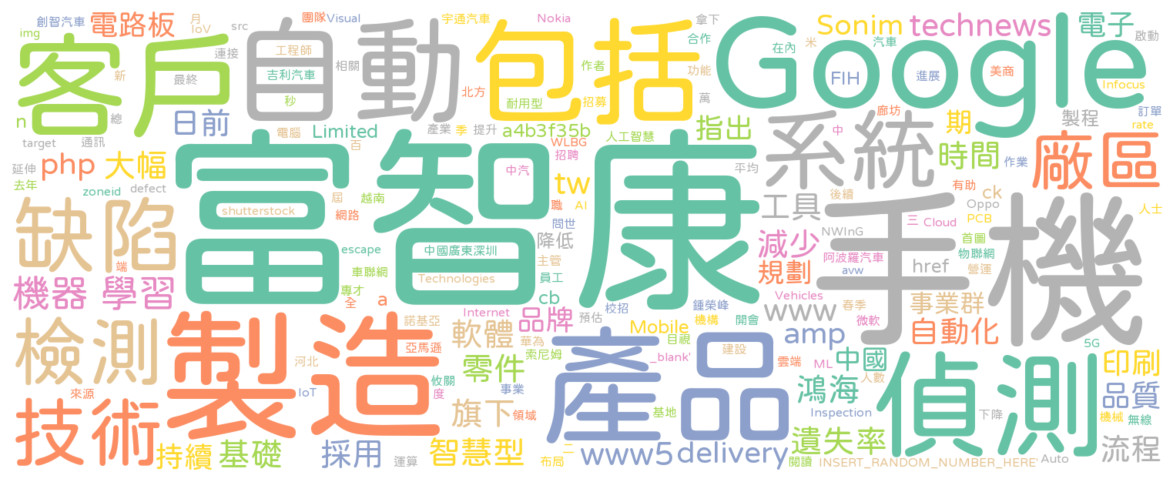 創智汽車
電路板
月
IoV
src
團隊
Visual
宇通汽車
Nokia
拿下
Sonim
technews
電子
啟動
img
客戶
連接
工程師
自動
吉利汽車
相關
包括
作者
合作
Google
在內
米
汽車
FIH
進展
美商
Infocus
新
最終
秒
北方
耐用型
招募
功能
萬
廊坊
訂單
n
總
日前
電腦
Limited
產業
季
提升
a4b3f35b
人工智慧
指出
系統
中
期
製程
rate
target
通訊
百
WLBG
招聘
時間
作業
廠區
延伸
php
大幅
富智康
中汽
平均
去年
zoneid
defect
屆
越南
tw
職
AI
工具
後續
有助
ck
Oppo
人士
缺陷
shutterstock
網路
問世
NWInG
三
Cloud
PCB
手機
escape
中國廣東深圳
降低
減少
首圖
端
車聯網
主管
阿波羅汽車
物聯網
機器
學習
專才
Technologies
員工
規劃
avw
href
營運
全
a
cb
校招
鍾榮峰
www
Vehicles
春季
事業群
製造
諾基亞
Internet
品牌
預估
Mobile
機構
開會
amp
微軟
自動化
檢測
軟體
華為
自視
5G
河北
亞馬遜
索尼姆
_blank'
建設
雲端
ML
中國
印刷
零件
產品
人數
偵測
來源
IoT
攸關
度
事業
鴻海
品質
技術
旗下
領域
基地
Inspection
下降
機械
無線
持續
基礎
採用
運算
智慧型
二
布局
www5
delivery
遺失率
閱讀
INSERT_RANDOM_NUMBER_HERE'
Auto
流程